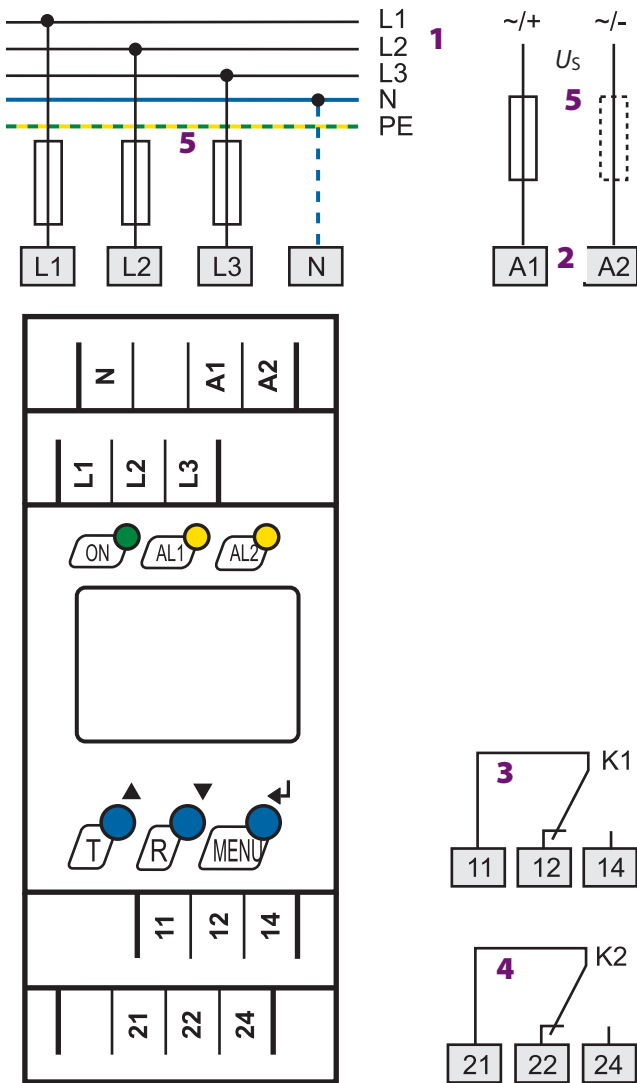 L1
L2
L3
N
PE
1
5
L1 L2 L3 N
~/+ ~/-
US
5
A1 2 A2
N A1 A2
L1 L2 L3
ON AL1 AL2
▲ ▼ ↵
T R MENU
11 12 14
21 22 24
3 K1
11 12 14
4 K2
21 22 24